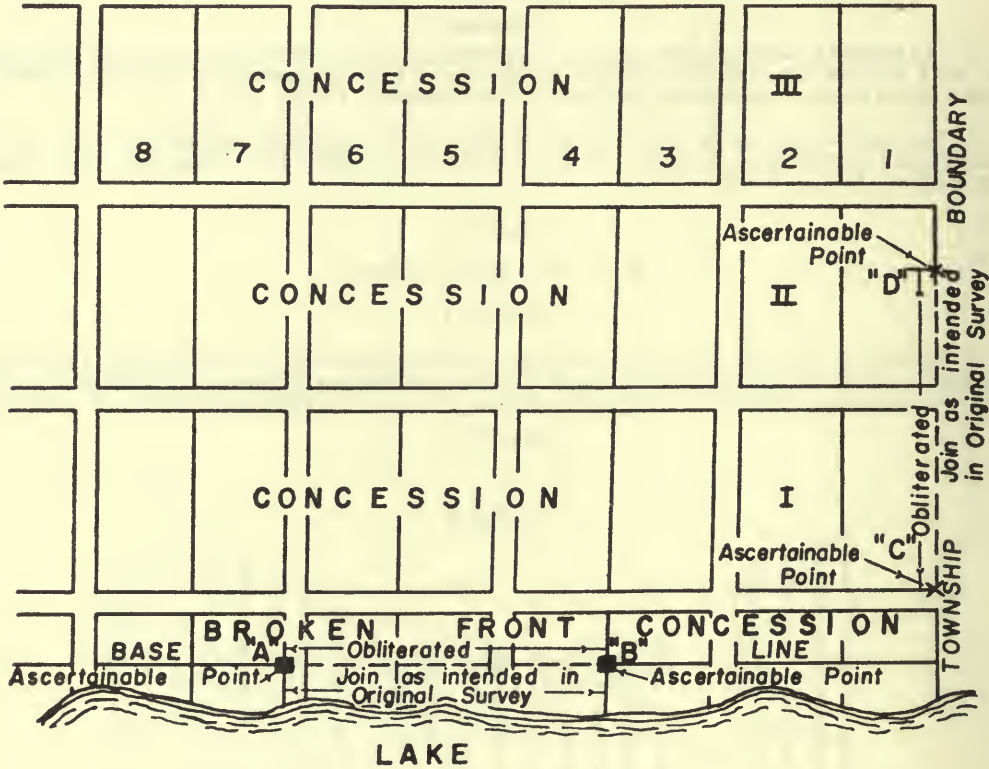 CONCESSION III
8 7 6 5 4 3 2 1
BOUNDARY
Ascertainable
Point
"D"
CONCESSION II
Join as intended
in Original Survey
Obliterated
CONCESSION I
"C"
Ascertainable
Point
TOWNSHIP
BROKEN FRONT CONCESSION
BASE "A" Obliterated "B" LINE
Ascertainable Point Join as intended in Ascertainable Point
Original Survey
LAKE